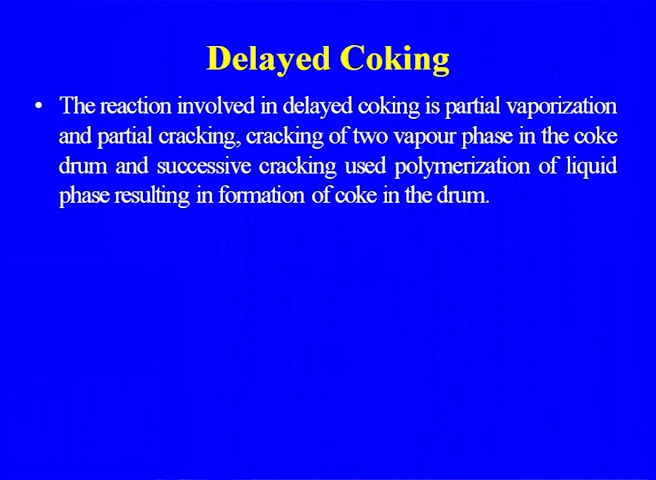 Delayed Coking
• The reaction involved in delayed coking is partial vaporization
and partial cracking, cracking of two vapour phase in the coke
drum and successive cracking used polymerization of liquid
phase resulting in formation of coke in the drum.